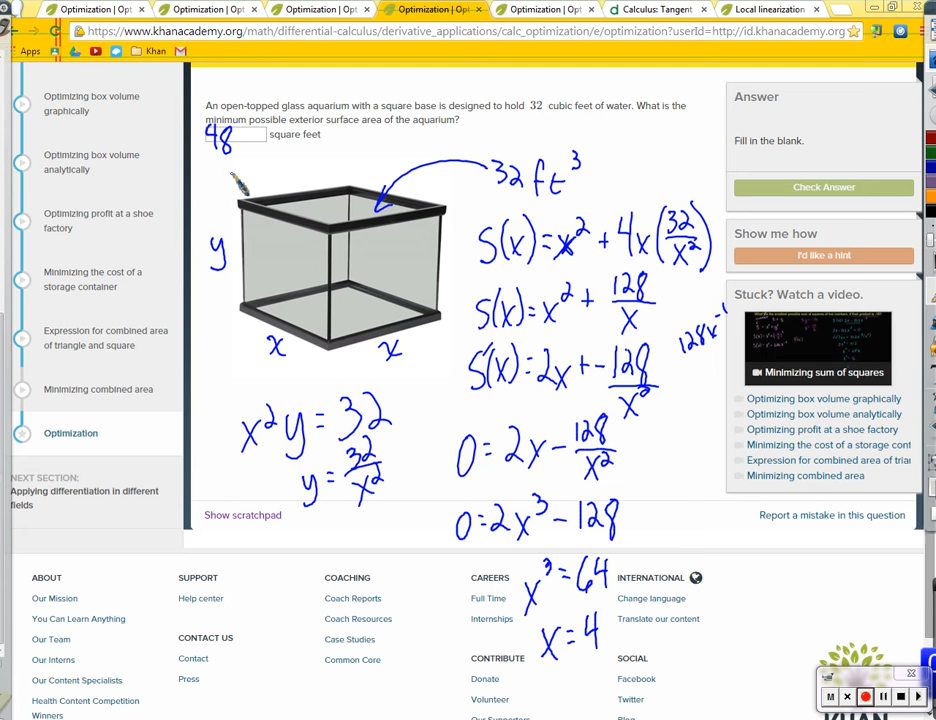 Optimization | Opt
Optimization | Opt
Optimization | Opt
Optimization | Opt
Optimization | Opt
Calculus: Tangent
Local linearization
https://www.khanacademy.org/math/differential-calculus/derivative_applications/calc_optimization/e/optimization?userId=http://id.khanacademy.org
Apps
Khan
Optimizing box volume
graphically
Optimizing box volume
analytically
Optimizing profit at a shoe
factory
Minimizing the cost of a
storage container
Expression for combined area
of triangle and square
Minimizing combined area
Optimization
NEXT SECTION:
Applying differentiation in different
fields
An open-topped glass aquarium with a square base is designed to hold 32 cubic feet of water. What is the
minimum possible exterior surface area of the aquarium?
48 square feet
32 ft³
y
x
x
x²y = 32
y = 32/x²
S(x) = x² + 4x(32/x²)
S(x) = x² + 128/x
128x⁻¹
S'(x) = 2x + -128/x²
0 = 2x - 128/x²
0 = 2x³ - 128
x³ = 64
x = 4
Show scratchpad
Report a mistake in this question
Answer
Fill in the blank.
Check Answer
Show me how
I'd like a hint
Stuck? Watch a video.
Minimizing sum of squares
Optimizing box volume graphically
Optimizing box volume analytically
Optimizing profit at a shoe factory
Minimizing the cost of a storage cont
Expression for combined area of triar
Minimizing combined area
ABOUT
Our Mission
You Can Learn Anything
Our Team
Our Interns
Our Content Specialists
Health Content Competition
Winners
SUPPORT
Help center
CONTACT US
Contact
Press
COACHING
Coach Reports
Coach Resources
Case Studies
Common Core
CAREERS
Full Time
Internships
CONTRIBUTE
Donate
Volunteer
Our Supporters
INTERNATIONAL
Change language
Translate our content
SOCIAL
Facebook
Twitter
Blog
M
KHAN